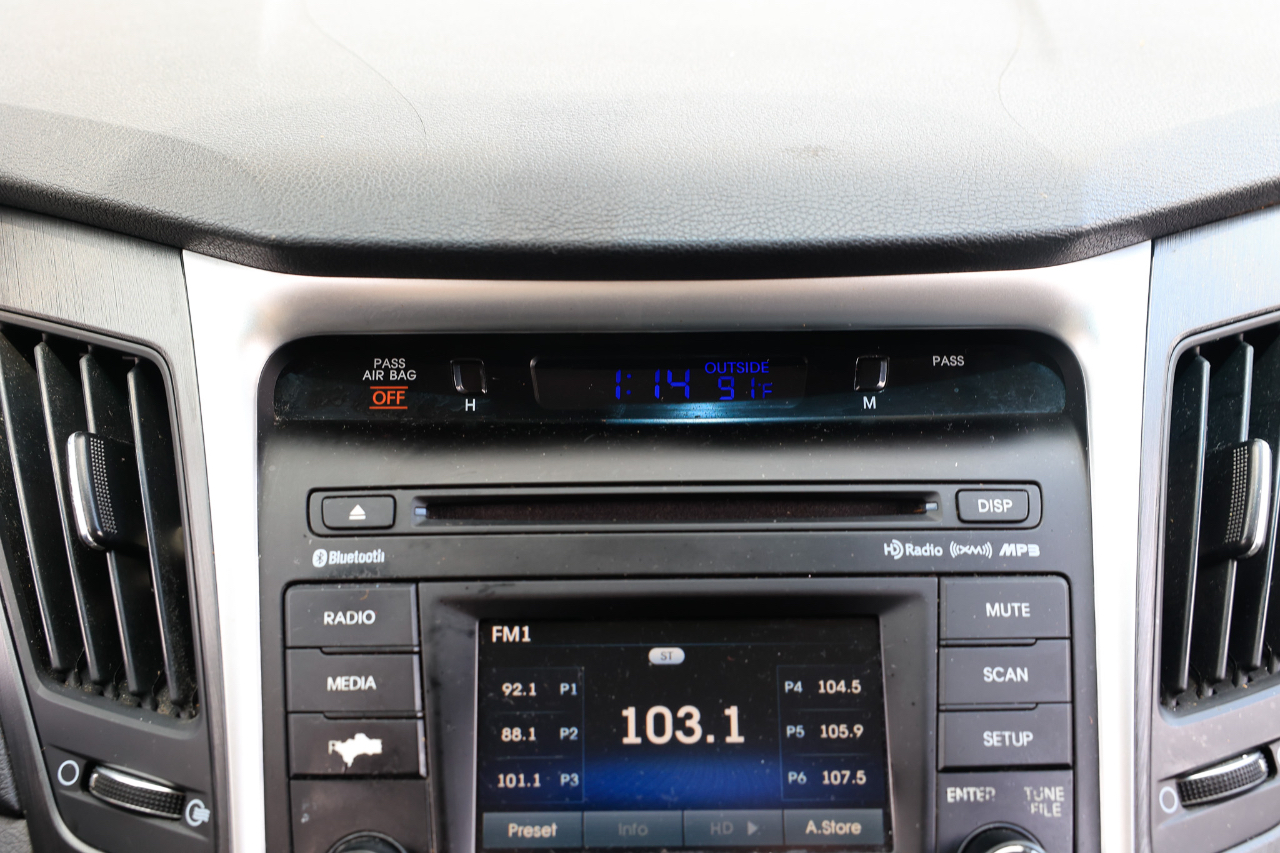 PASS
AIR BAG
OFF
H
1:14
OUTSIDE
91°F
M
PASS
DISP
Bluetooth
HD Radio ((XM)) MP3
RADIO
MEDIA
MUTE
SCAN
SETUP
ENTER
TUNE
FILE
FM1
ST
92.1 P1
88.1 P2
101.1 P3
103.1
P4 104.5
P5 105.9
P6 107.5
Preset Info HD ▶ A.Store